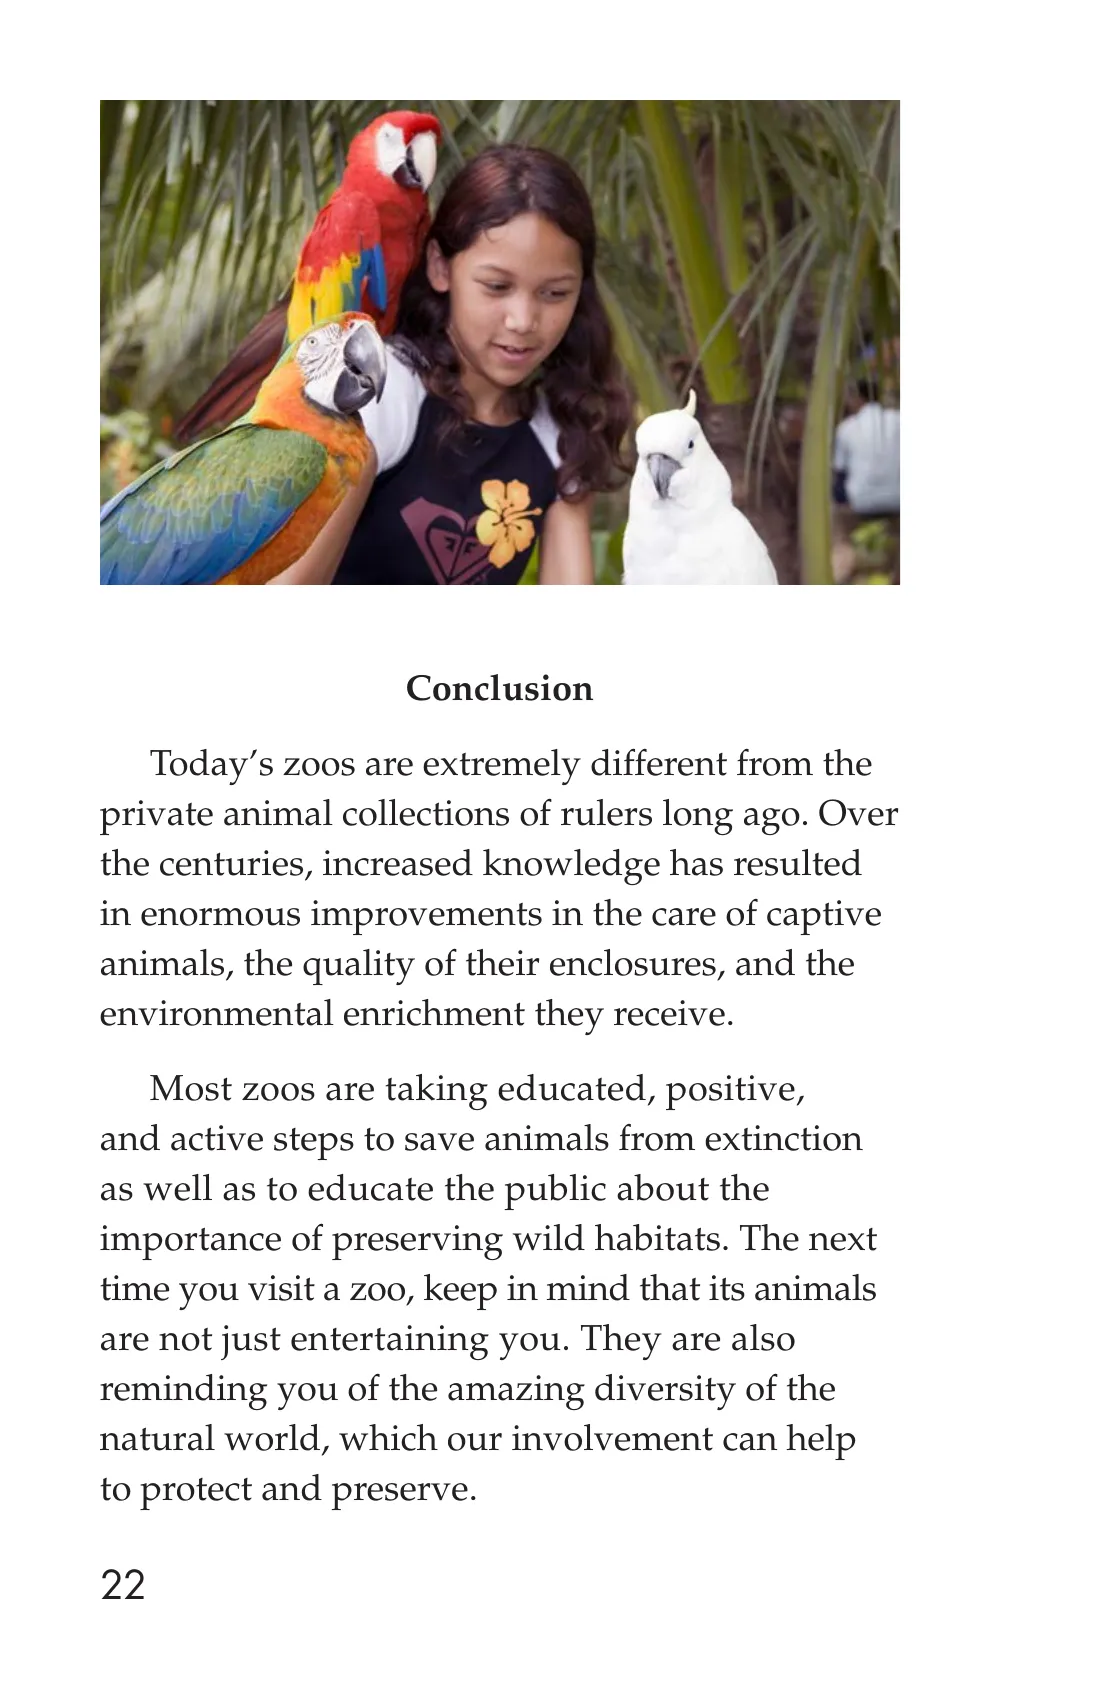 Conclusion
Today’s zoos are extremely different from the
private animal collections of rulers long ago. Over
the centuries, increased knowledge has resulted
in enormous improvements in the care of captive
animals, the quality of their enclosures, and the
environmental enrichment they receive.
Most zoos are taking educated, positive,
and active steps to save animals from extinction
as well as to educate the public about the
importance of preserving wild habitats. The next
time you visit a zoo, keep in mind that its animals
are not just entertaining you. They are also
reminding you of the amazing diversity of the
natural world, which our involvement can help
to protect and preserve.
22